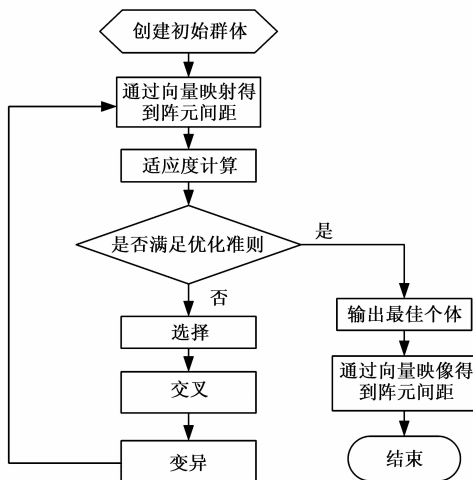 创建初始群体
通过向量映射得
到阵元间距
适应度计算
是否满足优化准则
是
否
选择
交叉
变异
输出最佳个体
通过向量映像得
到阵元间距
结束